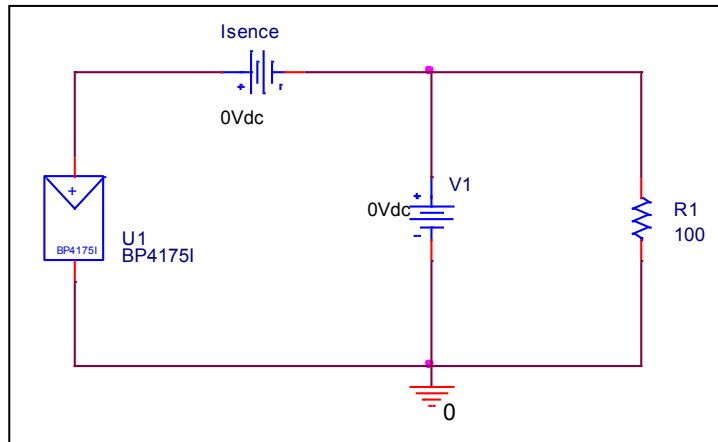 Isence
0Vdc
+
U1
BP4175I
BP4175I
+
0Vdc
V1
+
-
R1
100
0